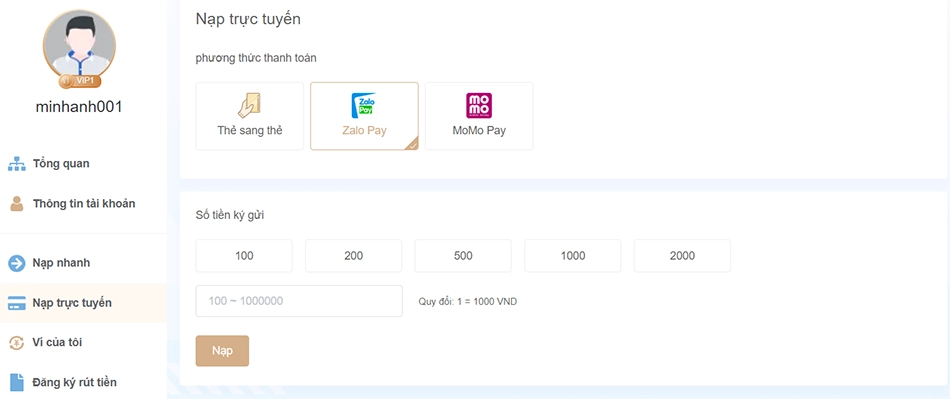 VIP1
minhanh001
Tổng quan
Thông tin tài khoản
Nạp nhanh
Nạp trực tuyến
Ví của tôi
Đăng ký rút tiền
Nạp trực tuyến
phương thức thanh toán
Zalo
Pay
mo
mo
Thẻ sang thẻ
Zalo Pay
MoMo Pay
Số tiền ký gửi
100
200
500
1000
2000
100 ~ 1000000
Quy đổi: 1 = 1000 VND
Nạp